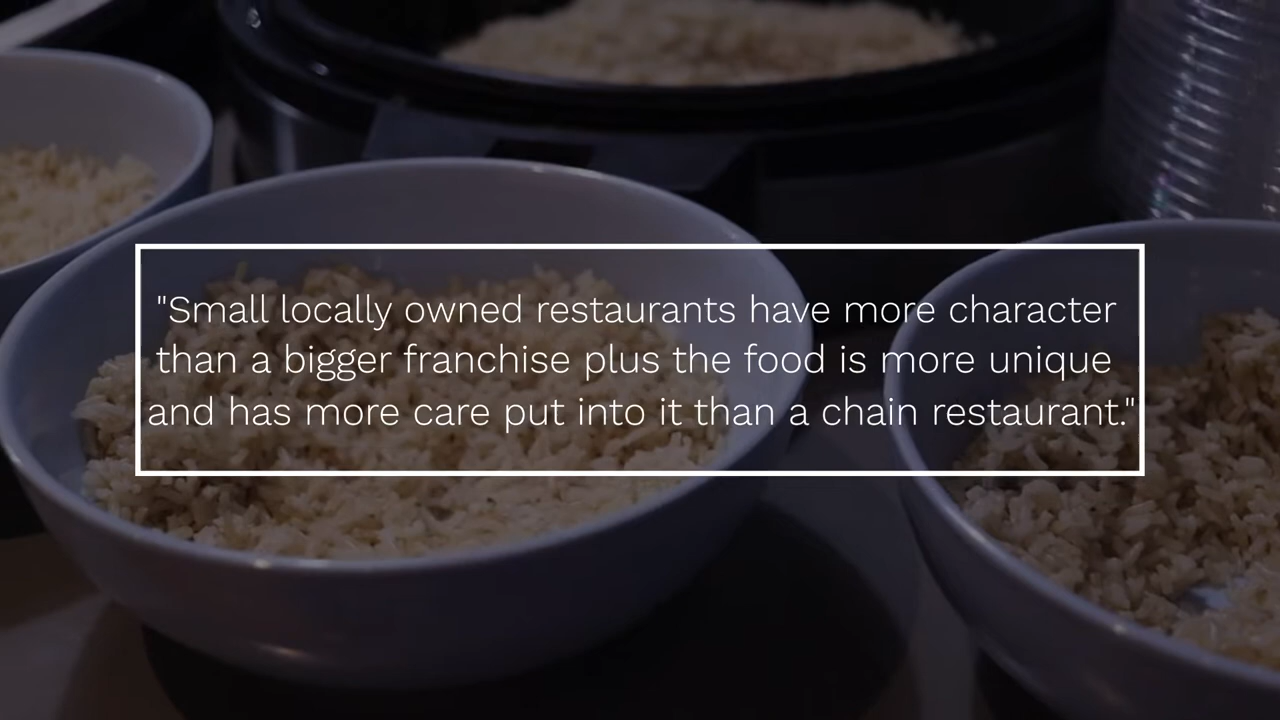 "Small locally owned restaurants have more character
than a bigger franchise plus the food is more unique
and has more care put into it than a chain restaurant."